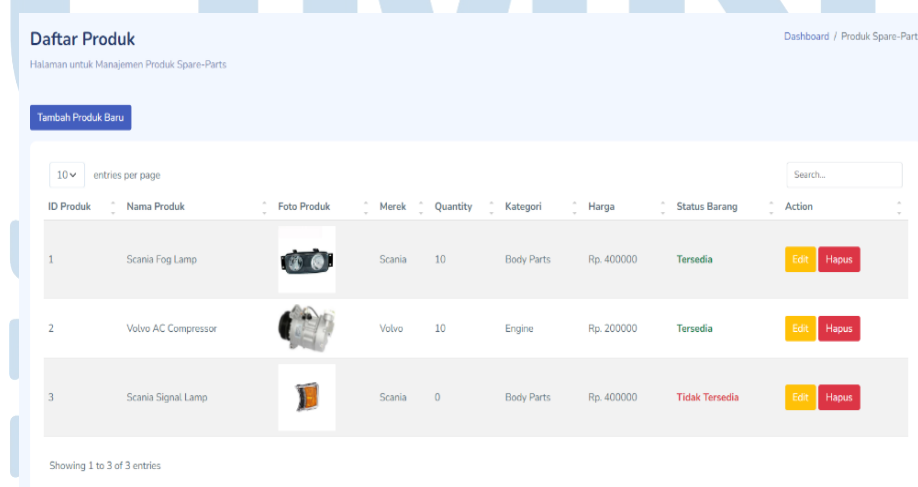 Daftar Produk
Dashboard / Produk Spare-Part
Halaman untuk Manajemen Produk Spare-Parts
Tambah Produk Baru
10 entries per page
Search...
ID Produk Nama Produk Foto Produk Merek Quantity Kategori Harga Status Barang Action
1 Scania Fog Lamp Scania 10 Body Parts Rp. 400000 Tersedia Edit Hapus
2 Volvo AC Compressor Volvo 10 Engine Rp. 200000 Tersedia Edit Hapus
3 Scania Signal Lamp Scania 0 Body Parts Rp. 400000 Tidak Tersedia Edit Hapus
Showing 1 to 3 of 3 entries